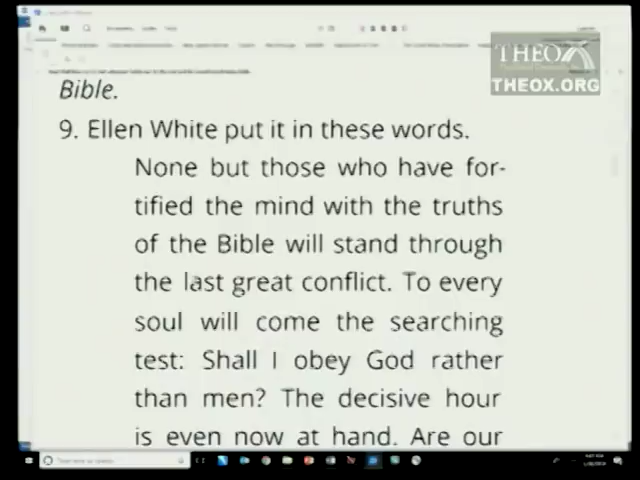 THEOX
THEOX.ORG
Bible.
9. Ellen White put it in these words.
None but those who have for-
tified the mind with the truths
of the Bible will stand through
the last great conflict. To every
soul will come the searching
test: Shall I obey God rather
than men? The decisive hour
is even now at hand. Are our